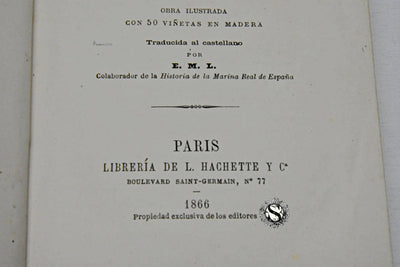 OBRA ILUSTRADA
CON 50 VIÑETAS EN MADERA
Traducida al castellano
POR
E. M. L.
Colaborador de la Historia de la Marina Real de España
PARIS
LIBRERÍA DE L. HACHETTE Y Cª
BOULEVARD SAINT-GERMAIN, Nº 77
1866
Propiedad exclusiva de los editores
S